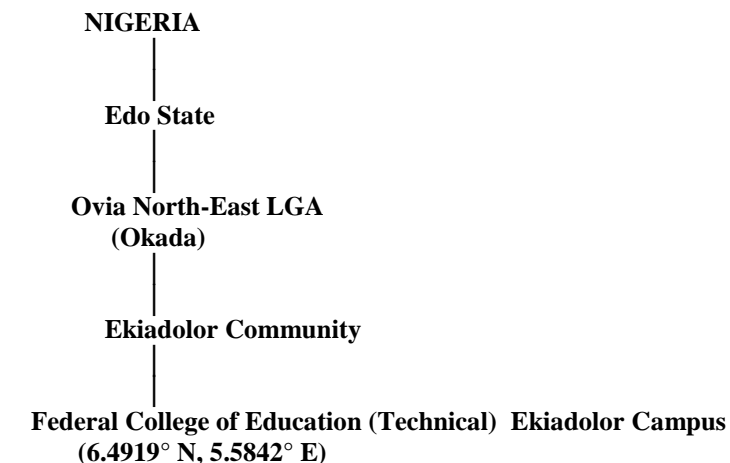 NIGERIA
Edo State
Ovia North-East LGA
(Okada)
Ekiadolor Community
Federal College of Education (Technical) Ekiadolor Campus
(6.4919° N, 5.5842° E)